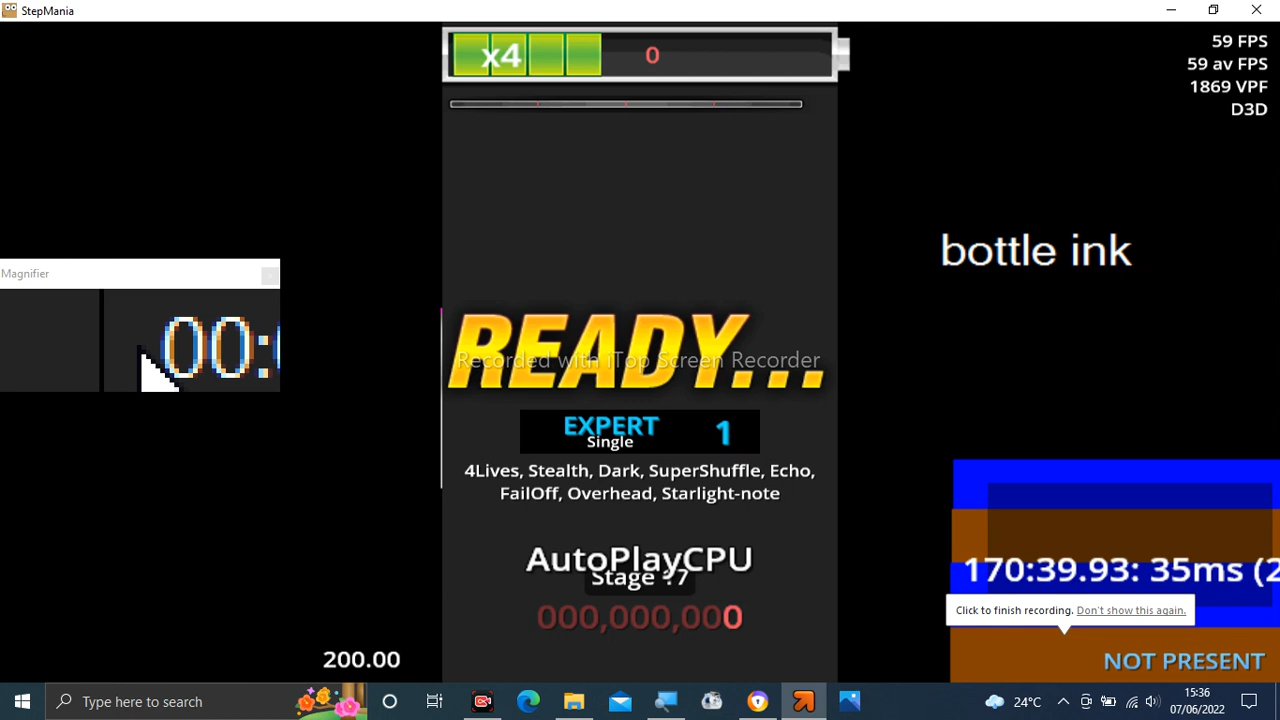 StepMania
x4
0
59 FPS
59 av FPS
1869 VPF
D3D
bottle ink
Magnifier
00:
READY...
Recorded with iTop Screen Recorder
EXPERT 1
Single
4Lives, Stealth, Dark, SuperShuffle, Echo,
FailOff, Overhead, Starlight-note
AutoPlayCPU
000,000,000
170:39.93: 35ms (2
Click to finish recording. Don't show this again.
200.00
NOT PRESENT
Type here to search
24°C
15:36
07/06/2022